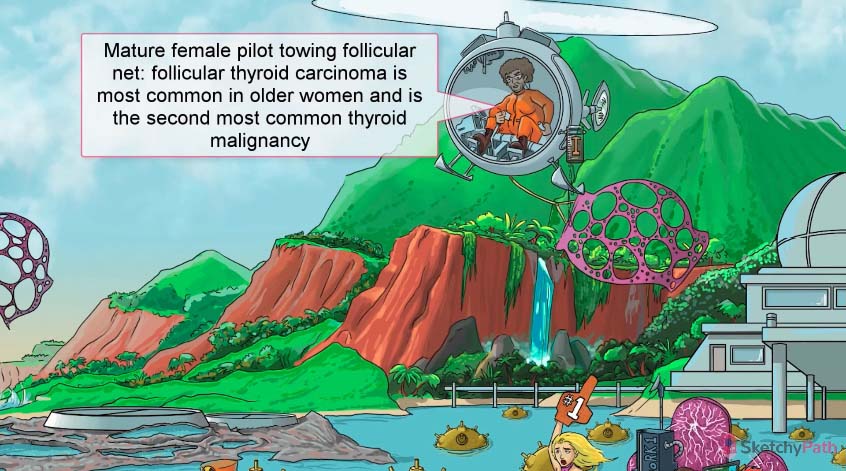 Mature female pilot towing follicular
net: follicular thyroid carcinoma is
most common in older women and is
the second most common thyroid
malignancy
I
#1
SketchyPath